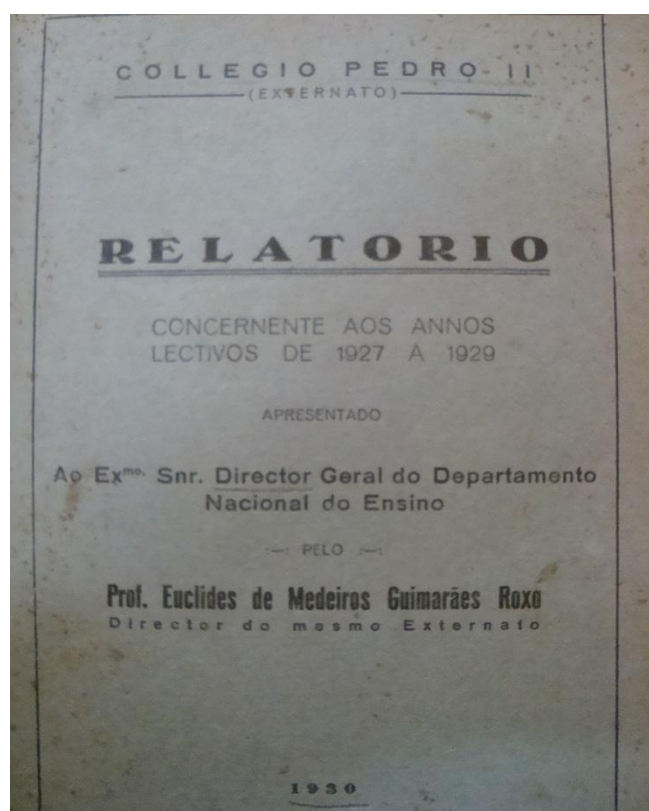 COLLEGIO PEDRO II
(EXTERNATO)
RELATORIO
CONCERNENTE AOS ANNOS
LECTIVOS DE 1927 A 1929
APRESENTADO
Ao Exmo. Snr. Director Geral do Departamento
Nacional do Ensino
:—: PELO :—:
Prof. Euclides de Medeiros Guimarães Roxo
Director do mesmo Externato
1930